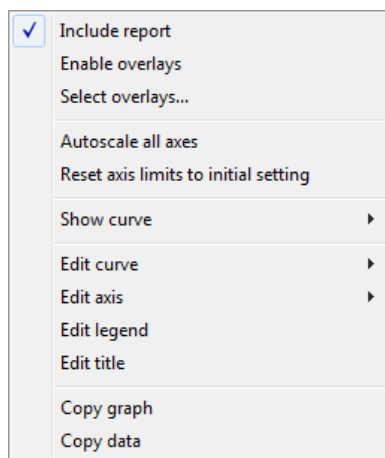 Include report
Enable overlays
Select overlays...
Autoscale all axes
Reset axis limits to initial setting
Show curve
Edit curve
Edit axis
Edit legend
Edit title
Copy graph
Copy data